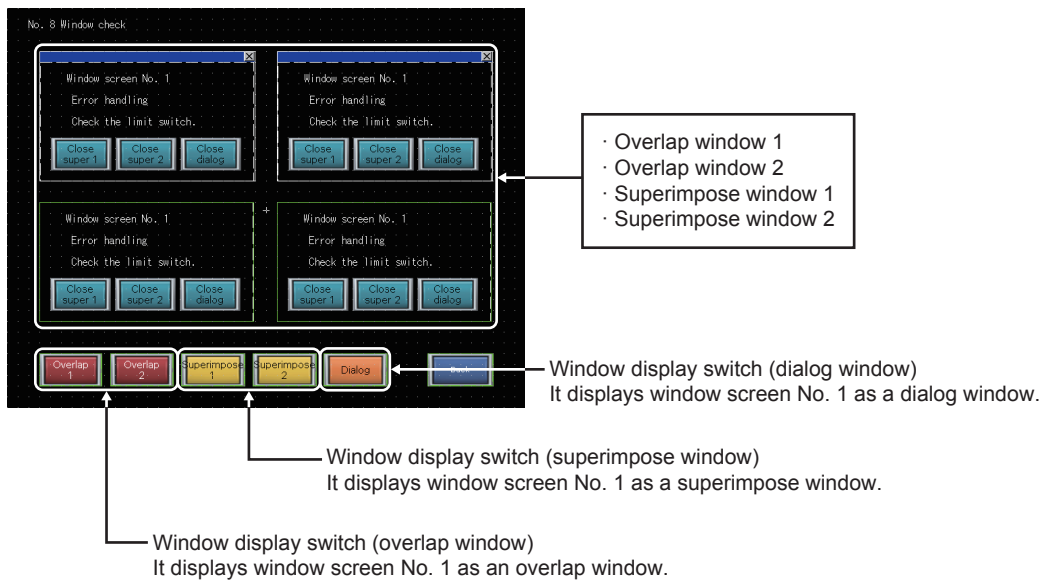 No. 8 Window check
Window screen No. 1
Error handling
Check the limit switch.
Close super 1
Close super 2
Close dialog
Window screen No. 1
Error handling
Check the limit switch.
Close super 1
Close super 2
Close dialog
Window screen No. 1
Error handling
Check the limit switch.
Close super 1
Close super 2
Close dialog
Window screen No. 1
Error handling
Check the limit switch.
Close super 1
Close super 2
Close dialog
· Overlap window 1
· Overlap window 2
· Superimpose window 1
· Superimpose window 2
Overlap 1
Overlap 2
Superimpose 1
Superimpose 2
Dialog
Back
Window display switch (dialog window)
It displays window screen No. 1 as a dialog window.
Window display switch (superimpose window)
It displays window screen No. 1 as a superimpose window.
Window display switch (overlap window)
It displays window screen No. 1 as an overlap window.